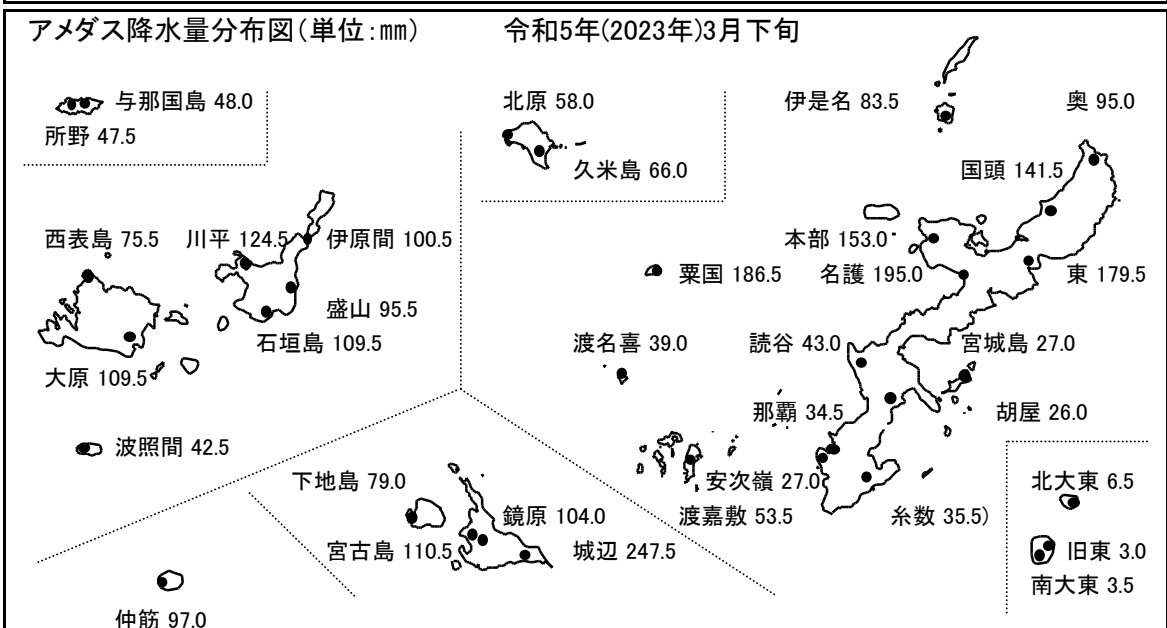 アメダス降水量分布図(単位:㎜) 令和5年(2023年)3月下旬
与那国島 48.0
所野 47.5
北原 58.0
久米島 66.0
伊是名 83.5
奥 95.0
国頭 141.5
本部 153.0
名護 195.0
東 179.5
粟国 186.5
西表島 75.5
川平 124.5
伊原間 100.5
盛山 95.5
石垣島 109.5
大原 109.5
波照間 42.5
渡名喜 39.0
読谷 43.0
宮城島 27.0
那覇 34.5
胡屋 26.0
安次嶺 27.0
渡嘉敷 53.5
糸数 35.5)
下地島 79.0
鏡原 104.0
宮古島 110.5
城辺 247.5
仲筋 97.0
北大東 6.5
旧東 3.0
南大東 3.5